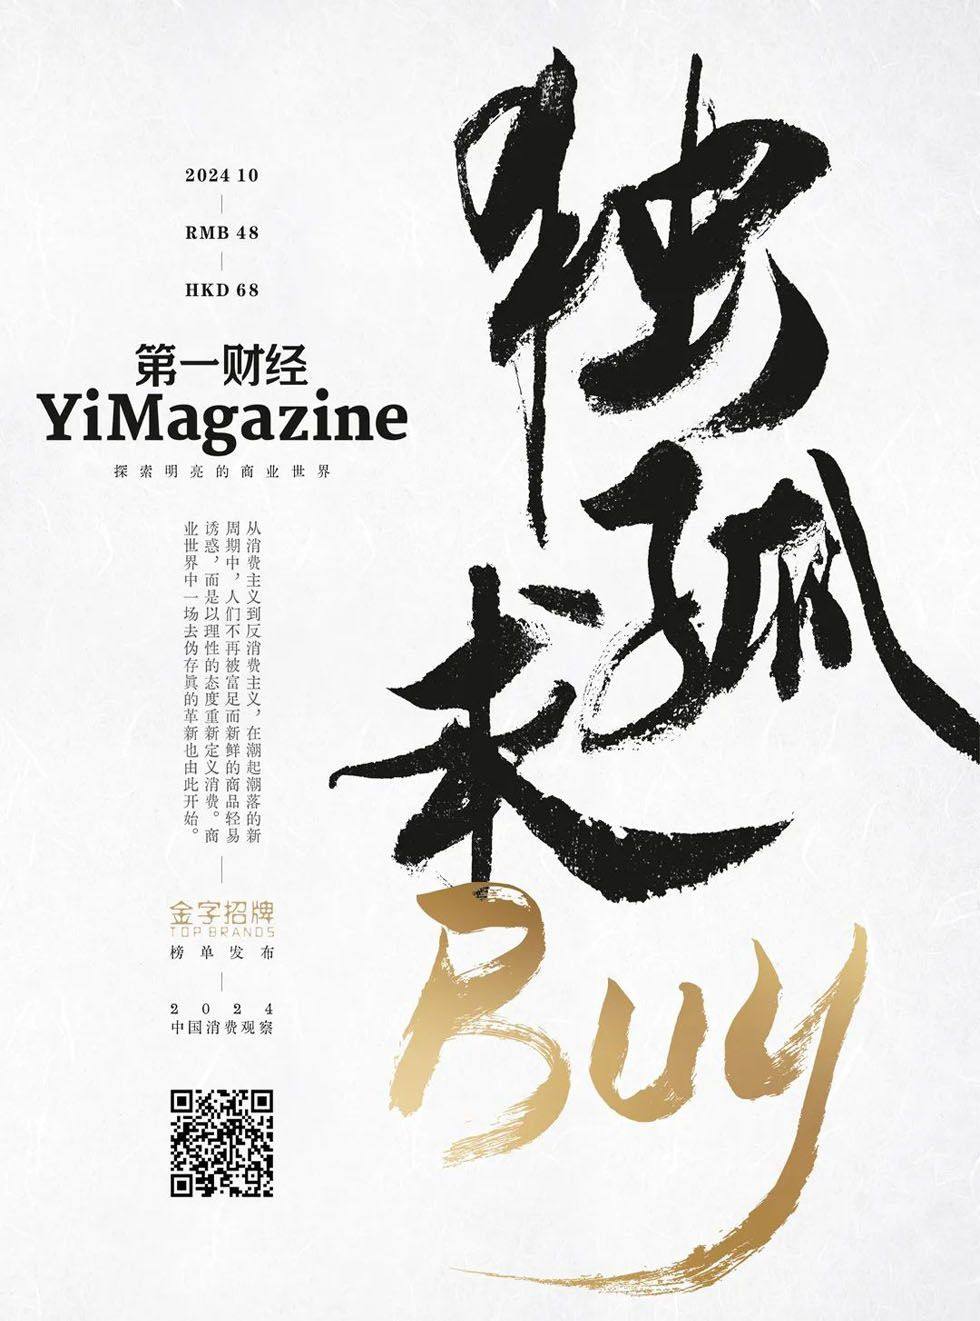 独
孤
求
Buy
2024 10
RMB 48
HKD 68
第一财经
YiMagazine
探索明亮的商业世界
从消费主义到反消费主义，在潮起潮落的新
周期中，人们不再被富足而新鲜的商品轻易
诱惑，而是以理性的态度重新定义消费。商
业世界中一场去伪存眞的革新也由此开始。
金字招牌
TOP BRANDS
榜单发布
2024
中国消费观察